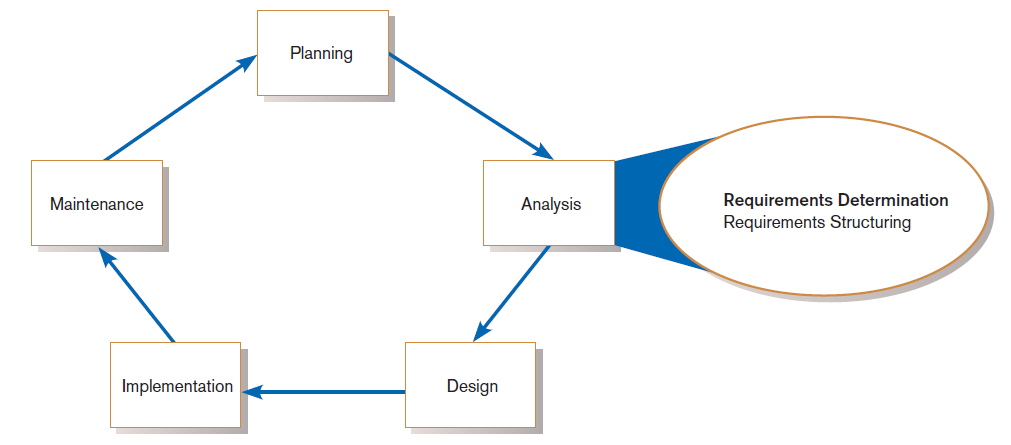 Planning
Maintenance
Analysis
Requirements Determination
Requirements Structuring
Implementation
Design